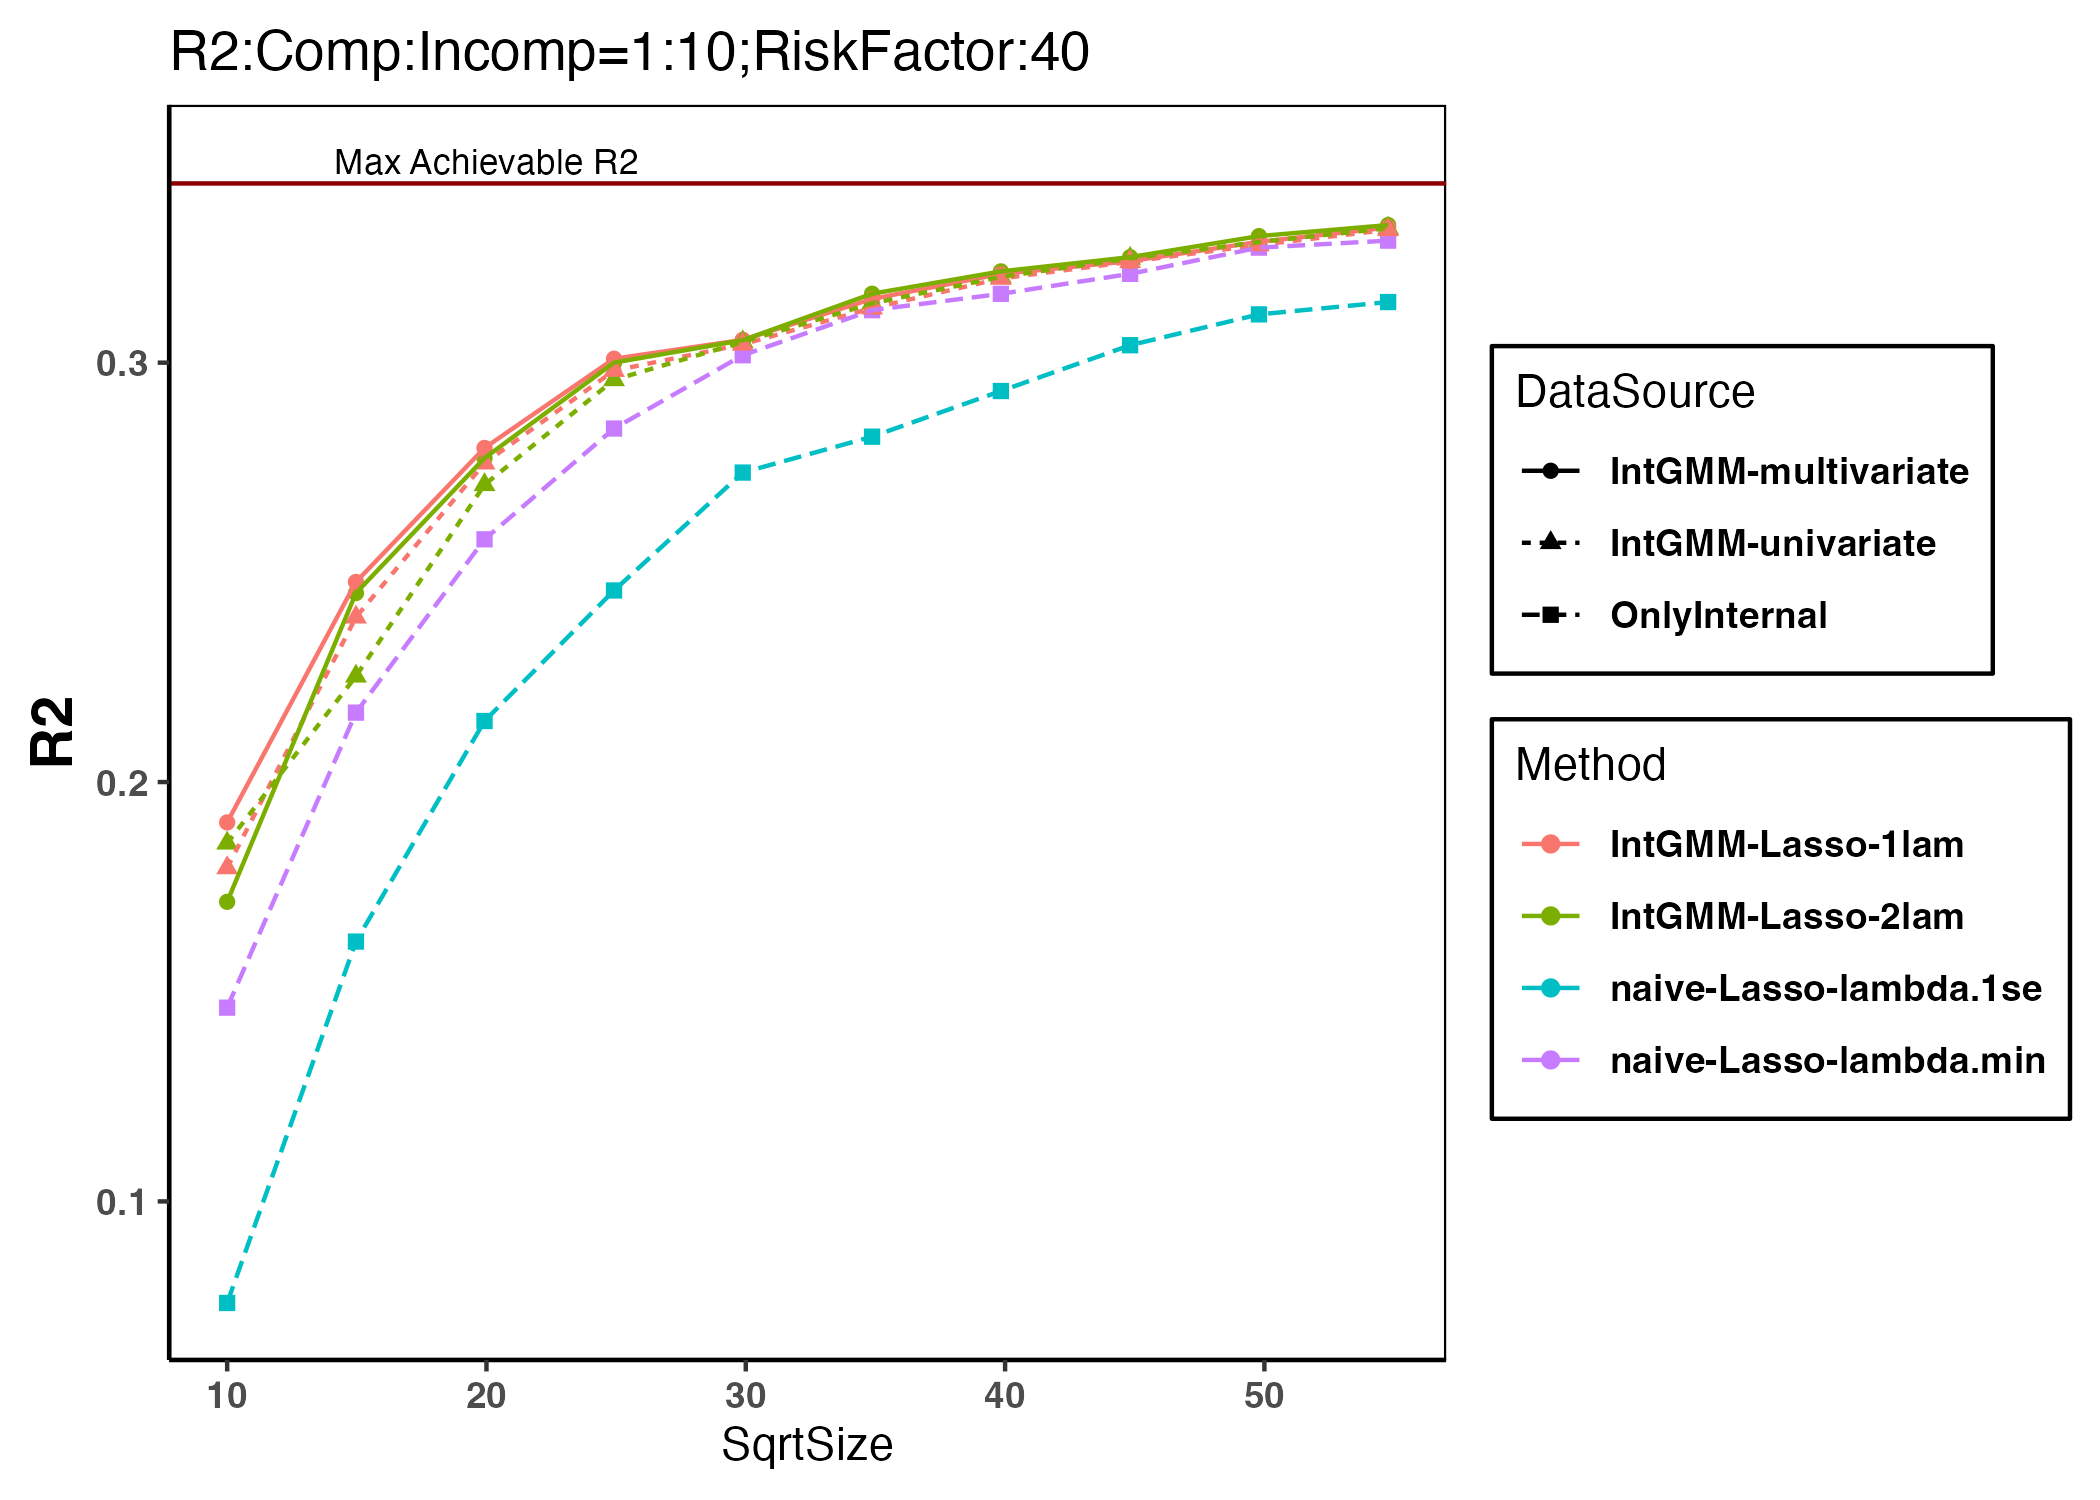 R2:Comp:Incomp=1:10;RiskFactor:40
Max Achievable R2
R2
0.3
0.2
0.1
10 20 30 40 50
SqrtSize
DataSource
IntGMM-multivariate
IntGMM-univariate
OnlyInternal
Method
IntGMM-Lasso-1lam
IntGMM-Lasso-2lam
naive-Lasso-lambda.1se
naive-Lasso-lambda.min